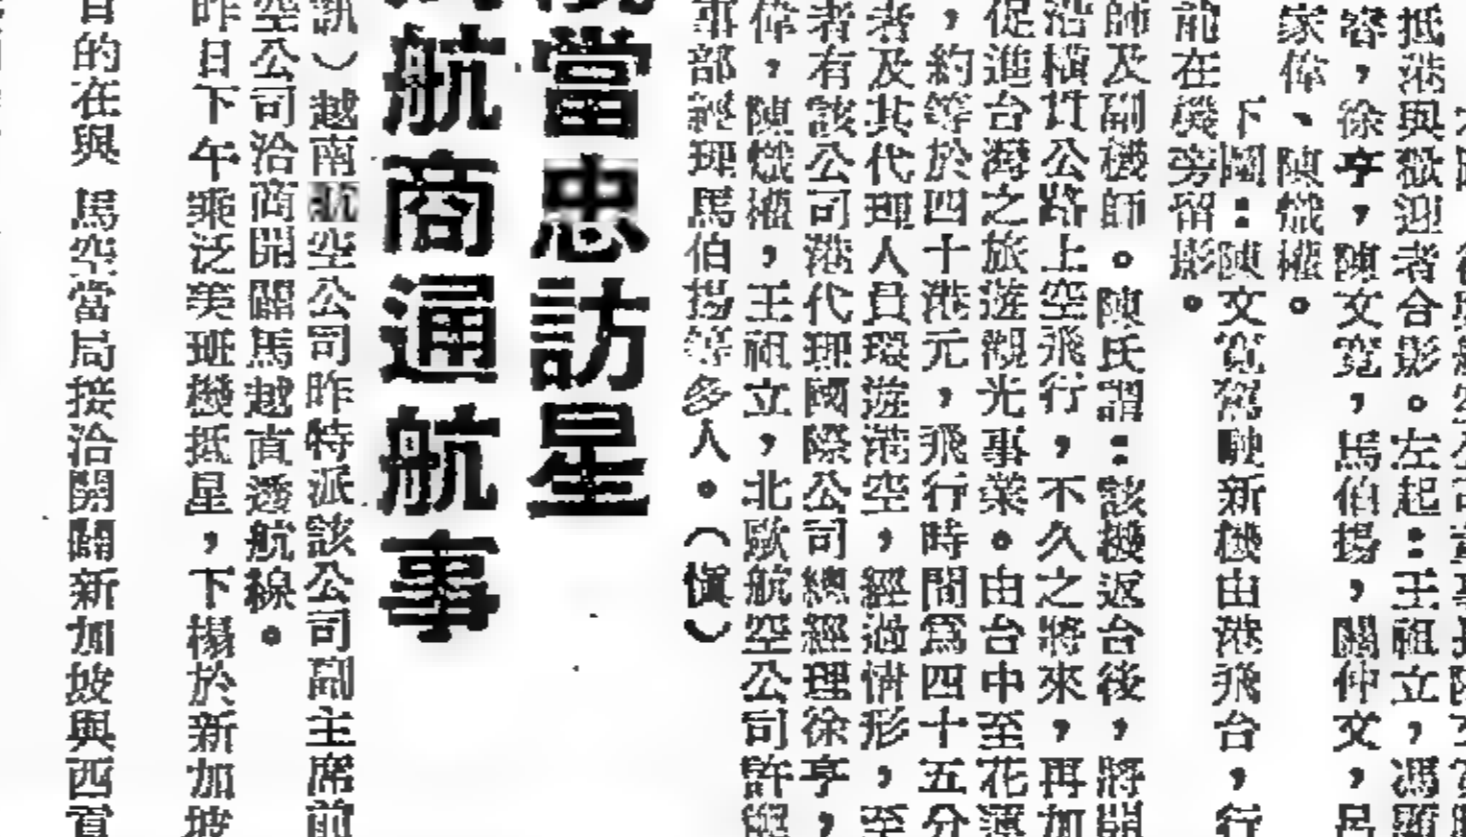 抵港與歡迎者合影。左起：王祖立，馮
容，徐亨，陳文寬，馬伯揚，關仲文，呂
家偉、陳熾權。
下圖：陳文寬駕駛新機由港飛台，行
前在機旁留影。
師及副機師。陳氏謂：該機返台後，將開
沿橫貫公路上空飛行，不久之將來，再加
促進台灣之旅遊觀光事業。由台中至花蓮
，約等於四十港元，飛行時間為四十五分
者及其代理人員環遊港空，經過情形，至
者有該公司港代理國際公司總經理徐亨，
偉，陳熾權，王祖立，北歐航空公司許
事部經理馬伯揚等多人。（慎）
當忠訪星
航商通航事
訊）越南航空公司昨特派該公司副主席前
空公司洽商開闢馬越直透航線。
昨日下午乘泛美班機抵星，下榻於新加坡
目的在與馬空當局接洽開闢新加坡與西貢